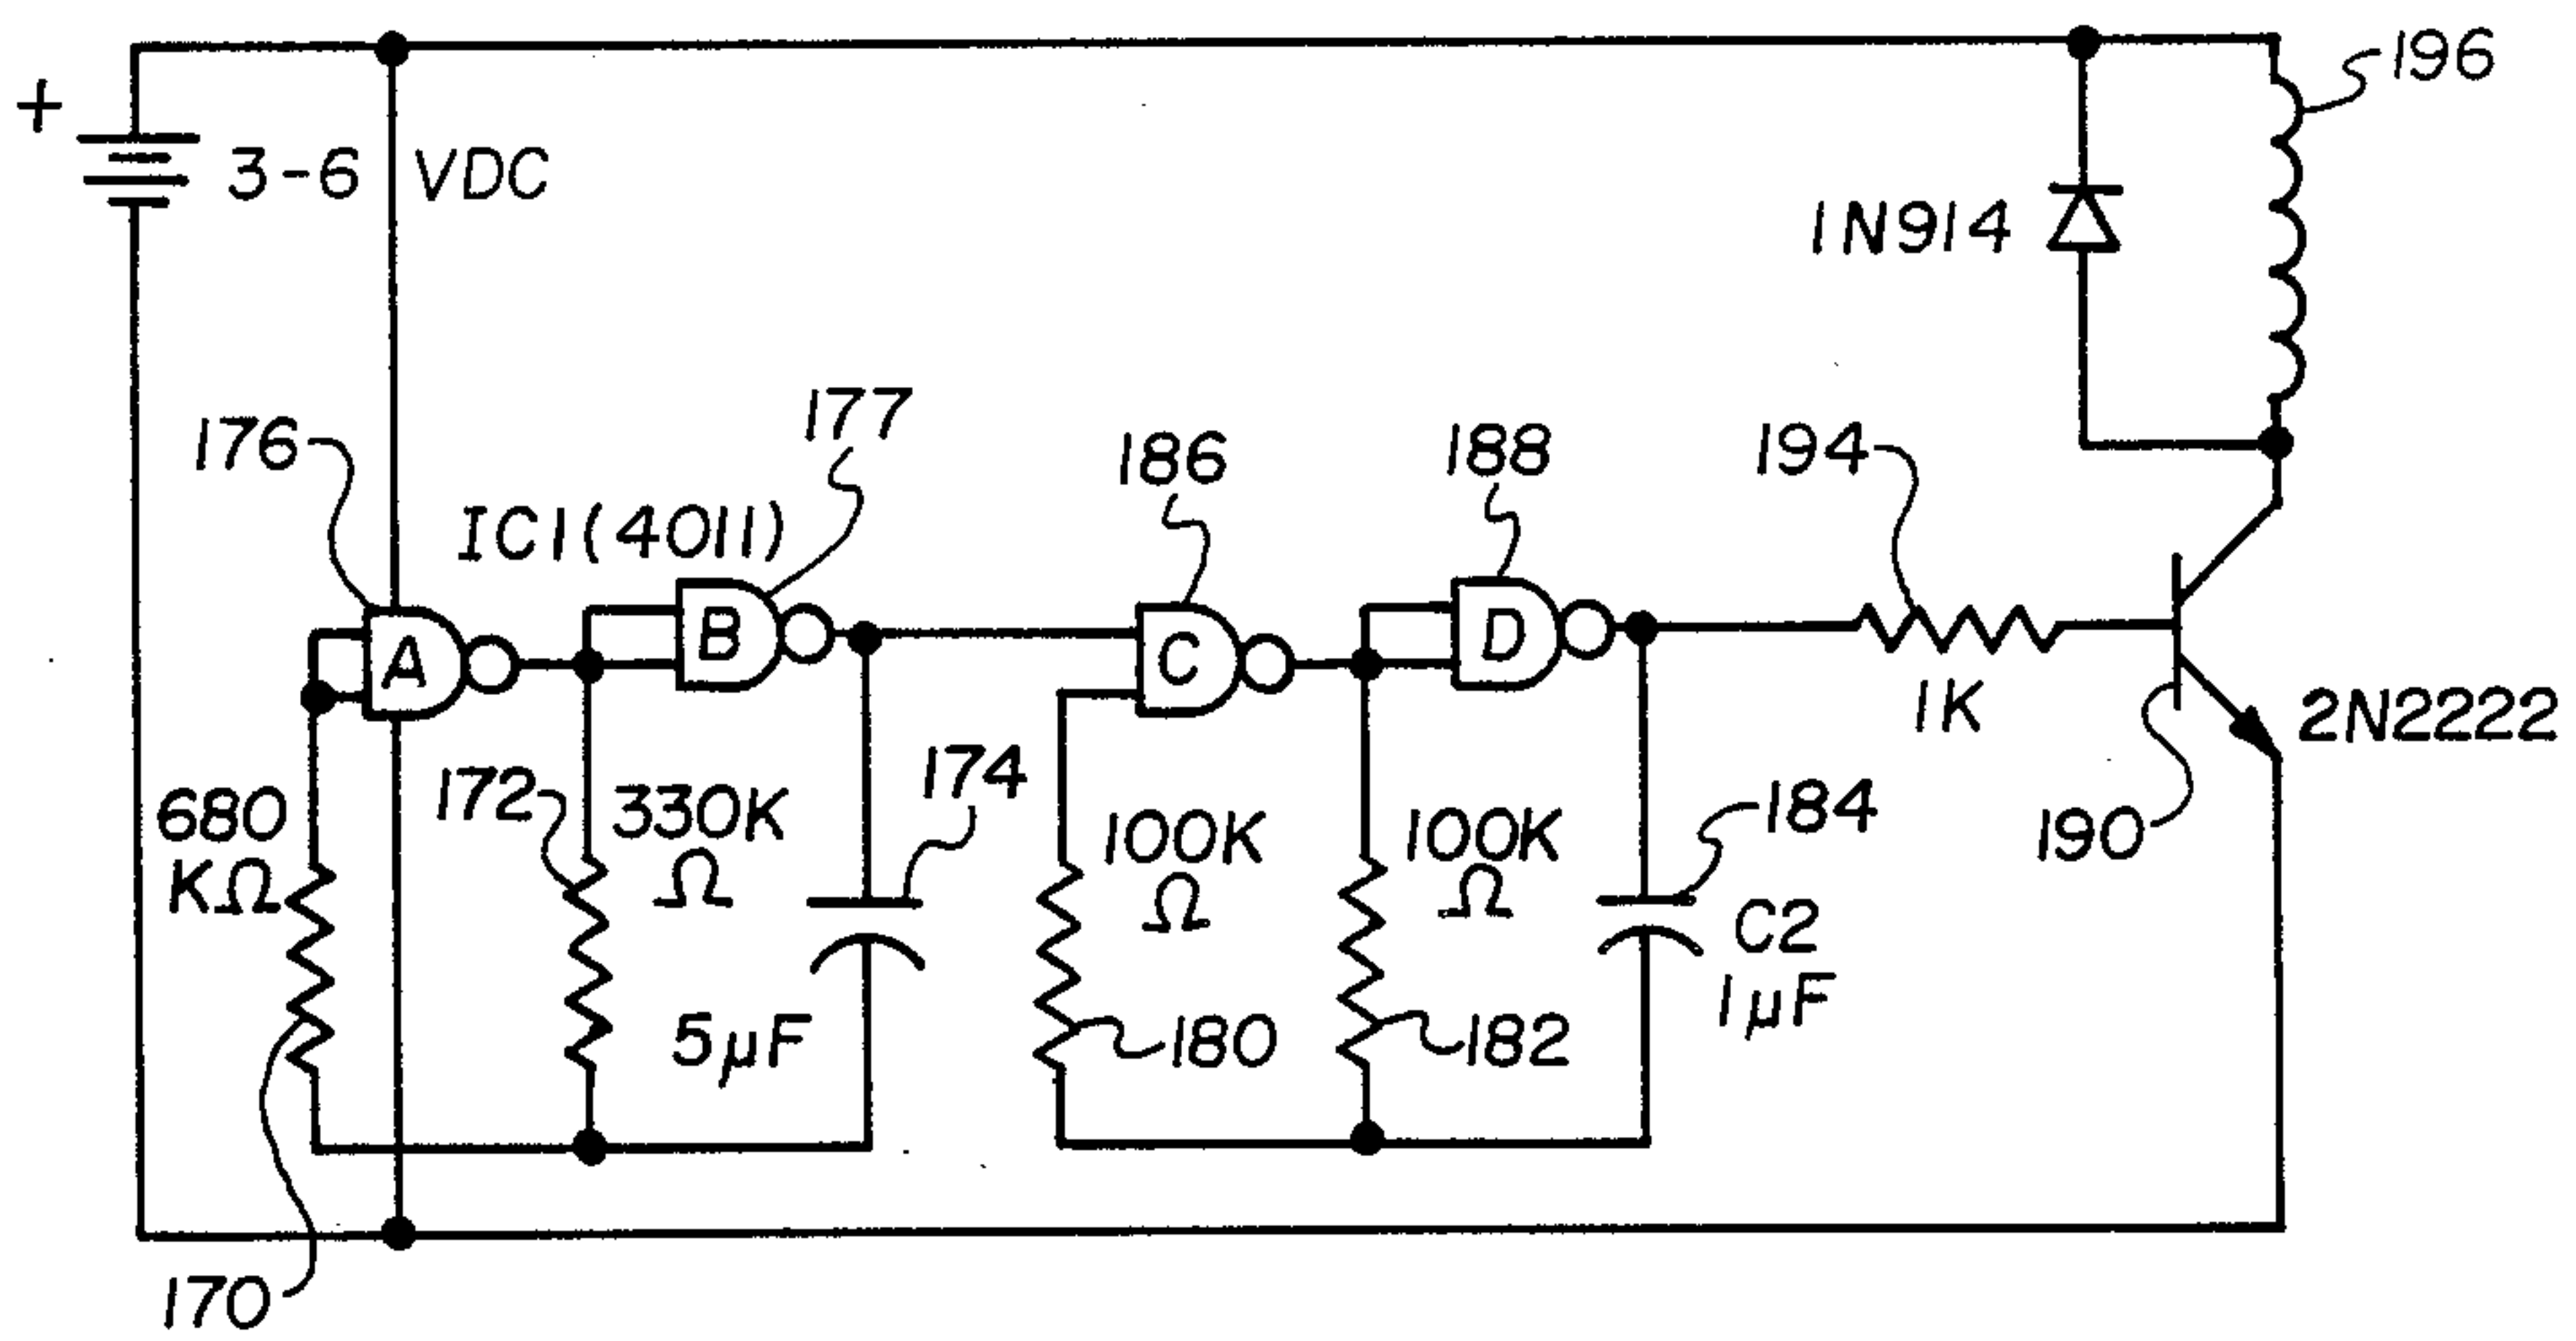 196
+
3-6 VDC
1N914
177
176
186
188
194
IC1(4011)
A
B
C
D
1K
2N2222
174
172
680
KΩ
330K
Ω
100K
Ω
100K
Ω
184
190
C2
1µF
5µF
180
182
170